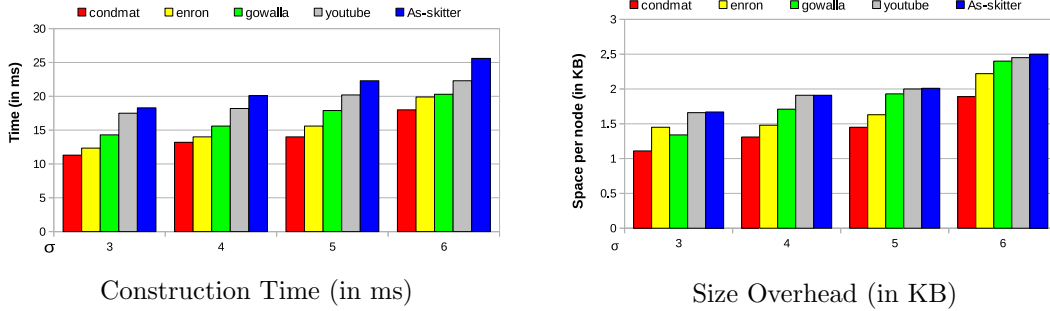 condmat enron gowalla youtube As-skitter
Time (in ms)
30
25
20
15
10
5
0
σ 3 4 5 6
Construction Time (in ms)
condmat enron gowalla youtube As-skitter
Space per node (in KB)
3
2,5
2
1.5
1
0.5
0
σ 3 4 5 6
Size Overhead (in KB)